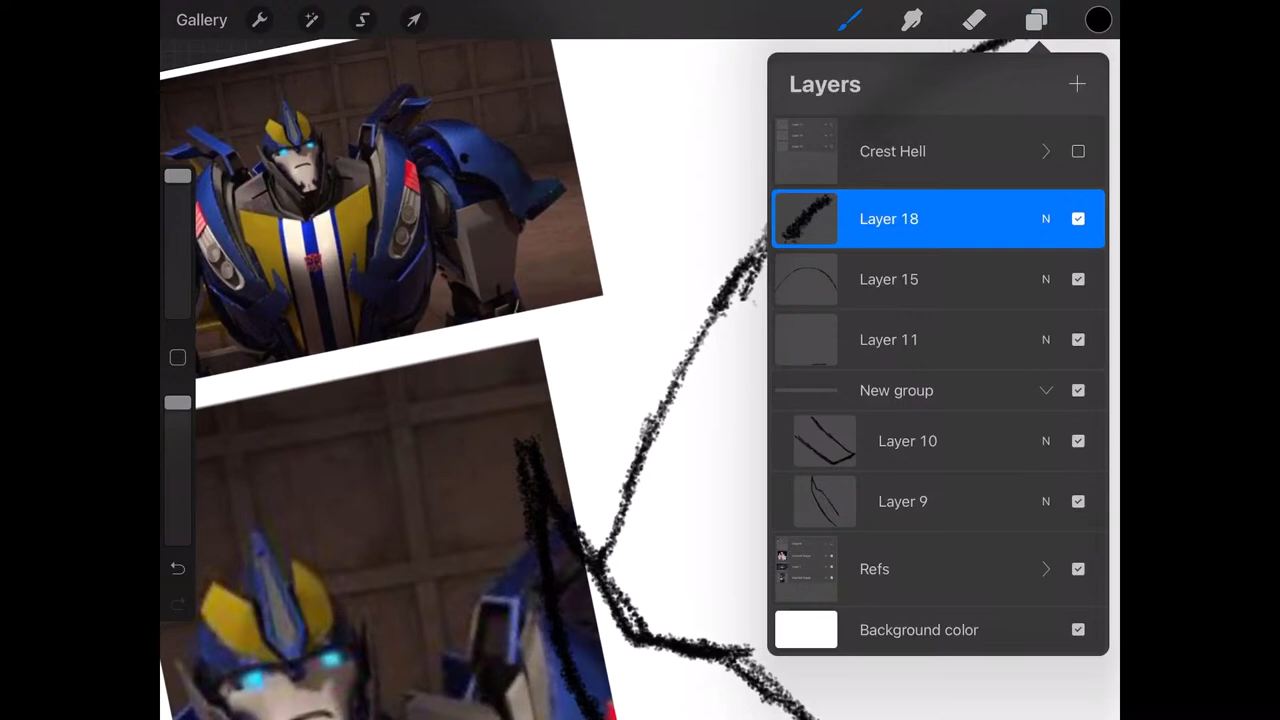 Gallery
Layers
Crest Hell
Layer 18 N
Layer 15 N
Layer 11 N
New group
Layer 10 N
Layer 9 N
Refs
Background color